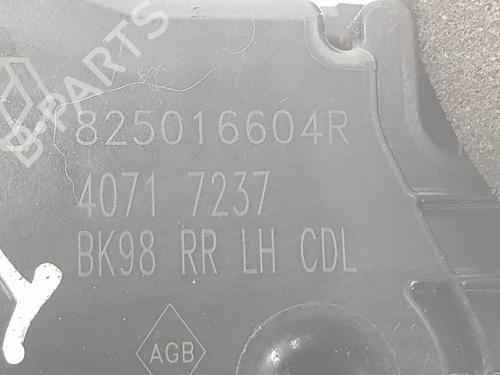 B-PARTS
825016604R
4071 7237
BK98 RR LH CDL
Y
AGB